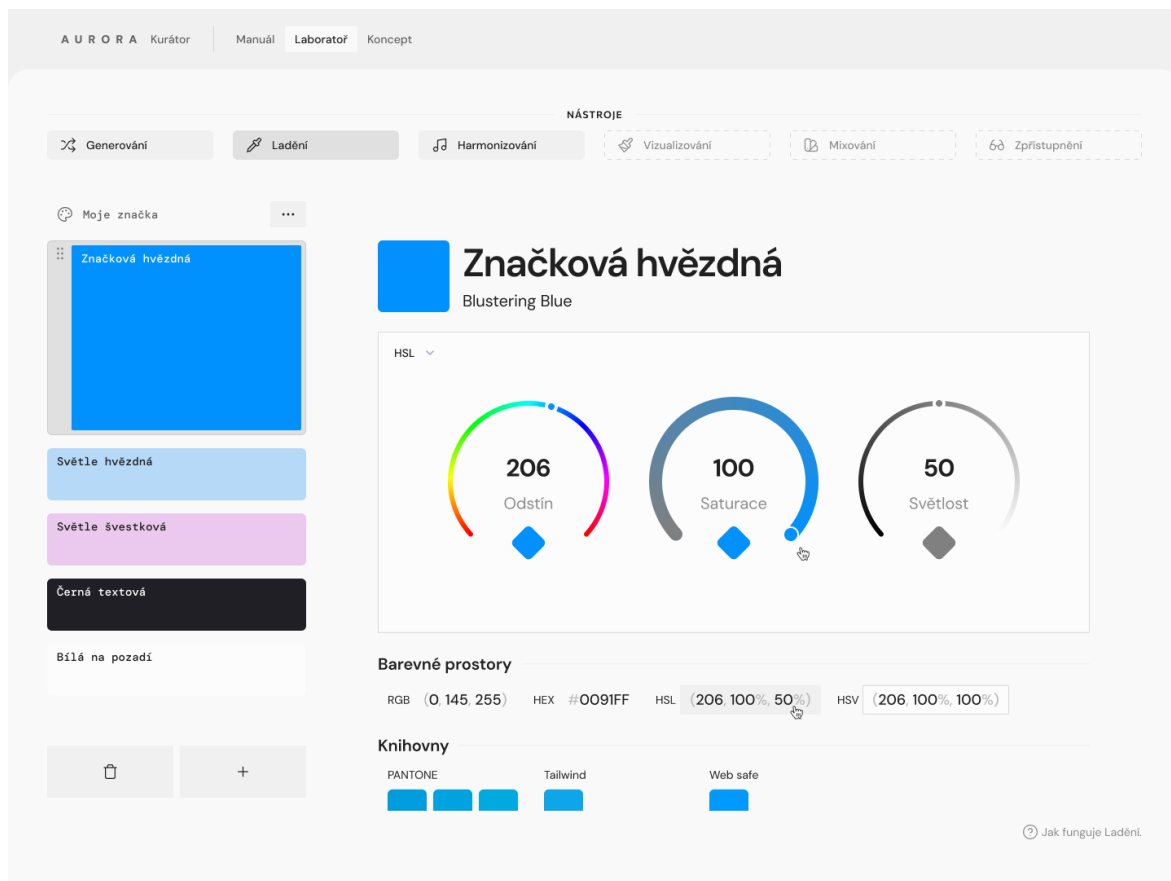 AURORA Kurátor Manuál Laboratoř Koncept
NÁSTROJE
Generování Ladění Harmonizování Vizualizování Mixování Zpřístupnění
Moje značka
Značková hvězdná
Světle hvězdná
Světle švestková
Černá textová
Bílá na pozadí
Značková hvězdná
Blustering Blue
HSL
206
Odstín
100
Saturace
50
Světlost
Barevné prostory
RGB (0, 145, 255) HEX #0091FF HSL (206, 100%, 50%) HSV (206, 100%, 100%)
Knihovny
PANTONE Tailwind Web safe
Jak funguje Ladění.